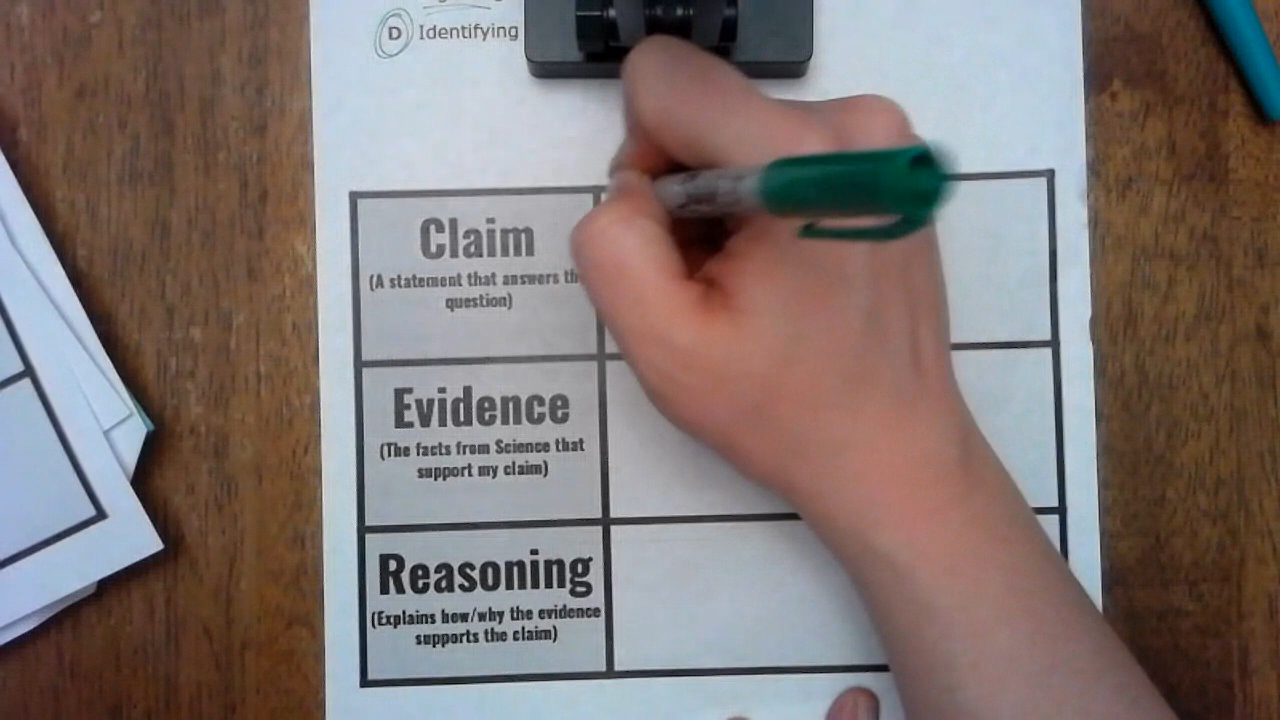 D Identifying
Claim
(A statement that answers
question)
Evidence
(The facts from Science that
support my claim)
Reasoning
(Explains how/why the evidence
supports the claim)